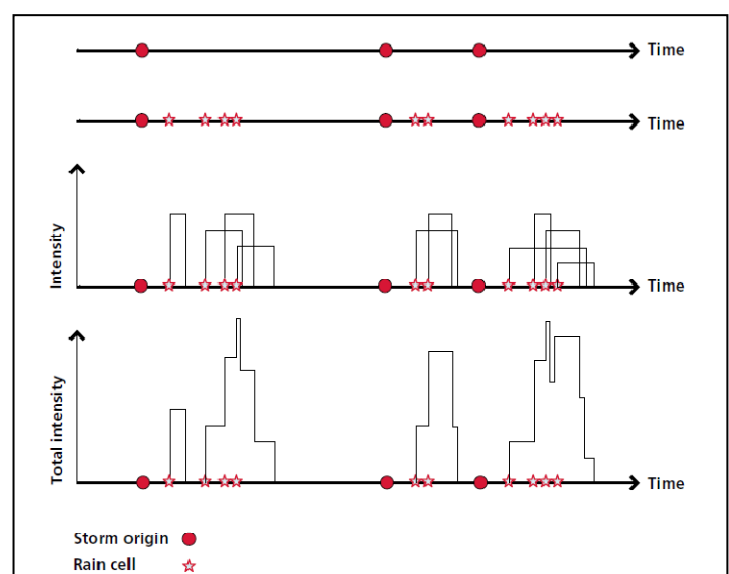 Time
Time
Intensity
Time
Total intensity
Time
Storm origin
Rain cell